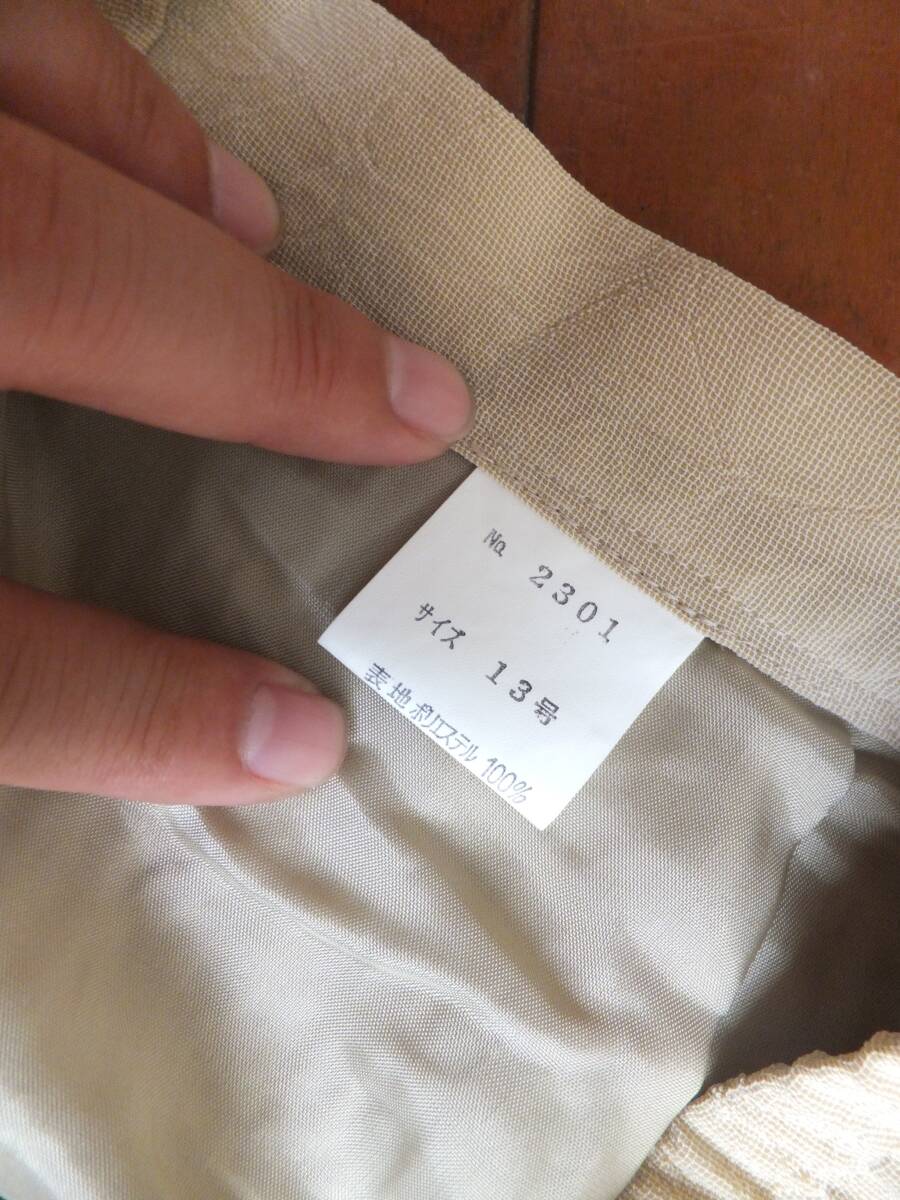 № 2301
サイズ 13号
表地 ポリエステル 100%